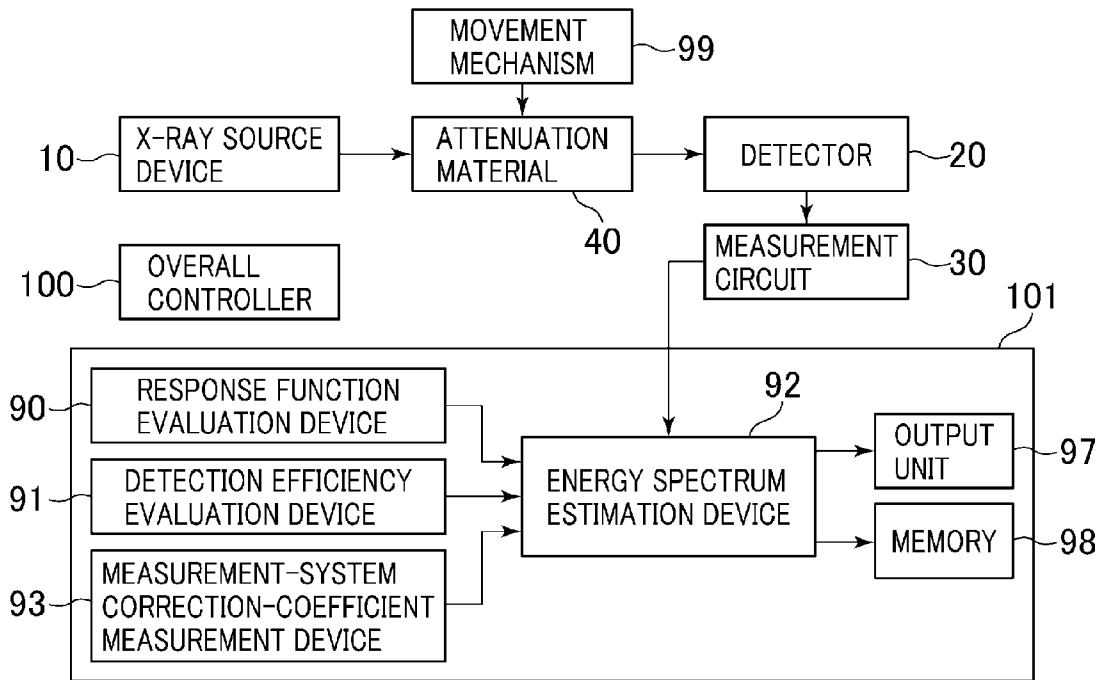 MOVEMENT
MECHANISM
99
10
X-RAY SOURCE
DEVICE
ATTENUATION
MATERIAL
40
DETECTOR
20
100
OVERALL
CONTROLLER
MEASUREMENT
CIRCUIT
30
101
90
RESPONSE FUNCTION
EVALUATION DEVICE
91
DETECTION EFFICIENCY
EVALUATION DEVICE
93
MEASUREMENT-SYSTEM
CORRECTION-COEFFICIENT
MEASUREMENT DEVICE
92
ENERGY SPECTRUM
ESTIMATION DEVICE
OUTPUT
UNIT
97
MEMORY
98